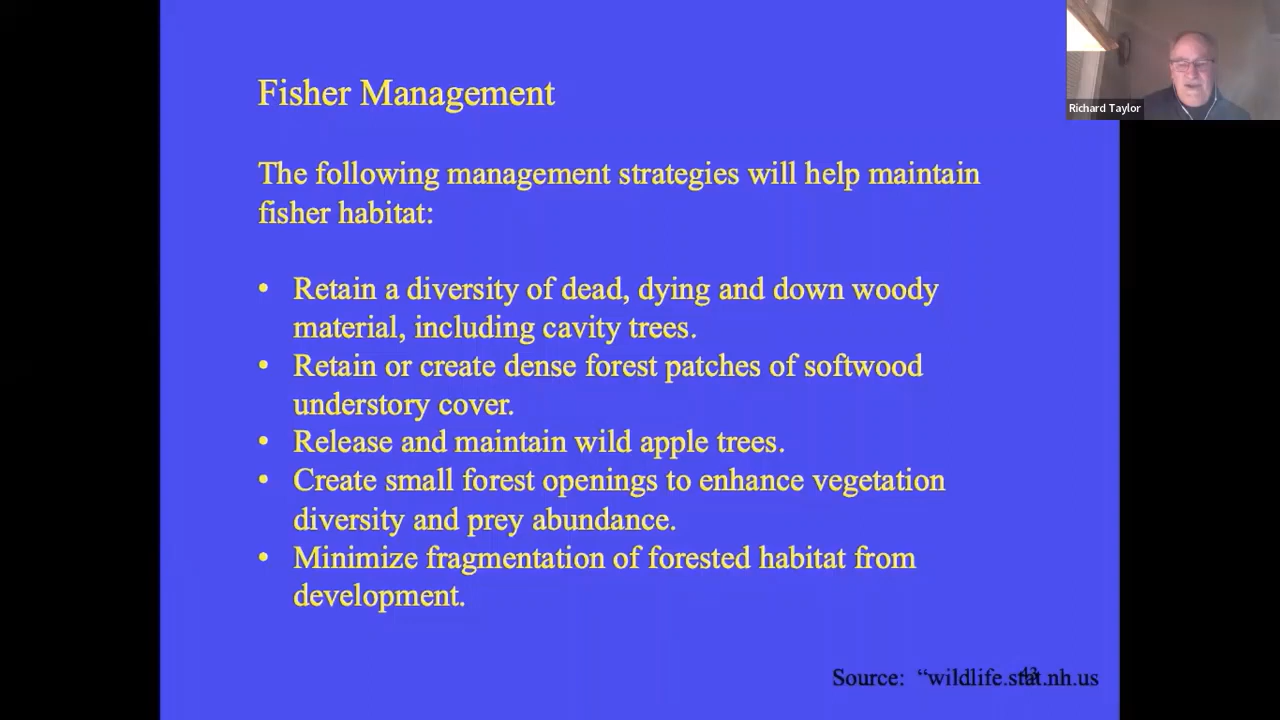 Richard Taylor
Fisher Management
The following management strategies will help maintain
fisher habitat:
• Retain a diversity of dead, dying and down woody
material, including cavity trees.
• Retain or create dense forest patches of softwood
understory cover.
• Release and maintain wild apple trees.
• Create small forest openings to enhance vegetation
diversity and prey abundance.
• Minimize fragmentation of forested habitat from
development.
Source: “wildlife.stat.nh.us
43